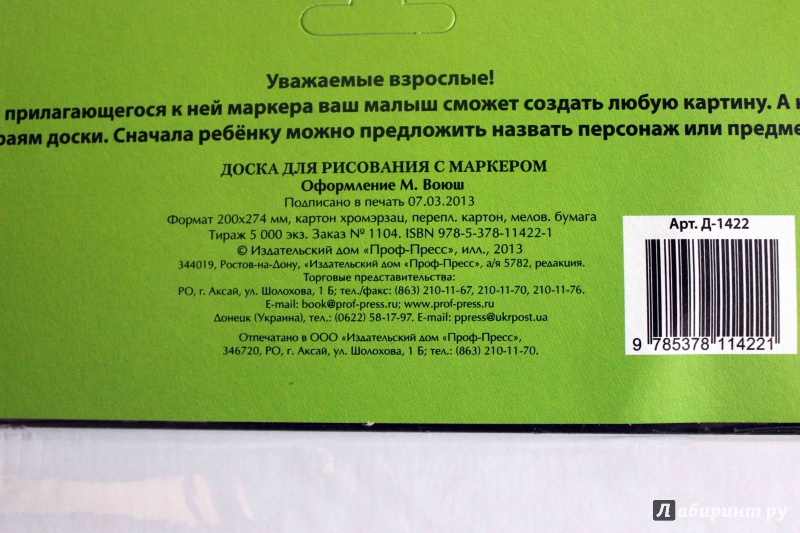 Уважаемые взрослые!
прилагающегося к ней маркера ваш малыш сможет создать любую картину. А
доски. Сначала ребёнку можно предложить назвать персонаж или
ДОСКА ДЛЯ РИСОВАНИЯ С МАРКЕРОМ
Оформление М. Воюш
Подписано в печать 07.03.2013
Формат 200х274 мм, картон хромэрзац, перепл. картон, мелов. бумага
Тираж 5 000 экз. Заказ № 1104. ISBN 978-5-378-11422-1
© Издательский дом «Проф-Пресс», илл., 2013
344019, Ростов-на-Дону, «Издательский дом «Проф-Пресс», а/я 5782, редакция.
Торговые представительства:
РО, г. Аксай, ул. Шолохова, 1 Б; тел./факс: (863) 210-11-67, 210-11-70, 210-11-76.
E-mail: book@prof-press.ru; www.prof-press.ru
Донецк (Украина), тел.: (0622) 58-17-97. E-mail: ppress@ukrpost.ua
Отпечатано в ООО «Издательский дом «Проф-Пресс»,
346720, РО, г. Аксай, ул. Шолохова, 1 Б; тел.: (863) 210-11-70.
Арт. Д-1422
9 785378 114221
Лабиринт.ру